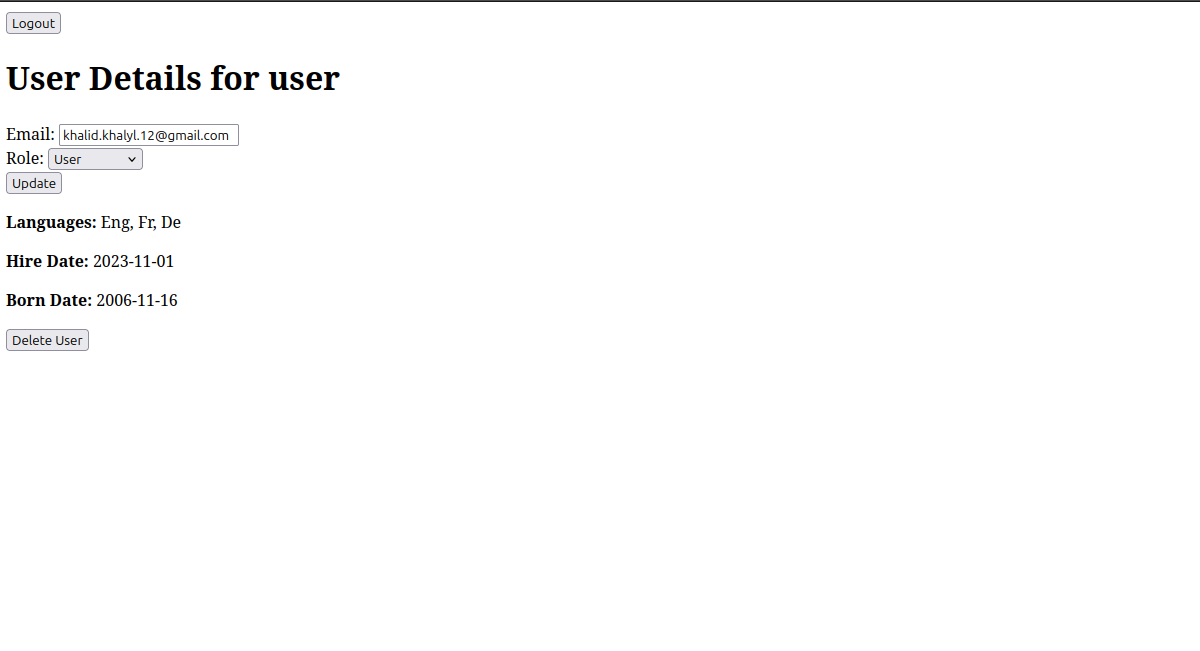 Logout
User Details for user
Email: khalid.khalyl.12@gmail.com
Role: User
Update
Languages: Eng, Fr, De
Hire Date: 2023-11-01
Born Date: 2006-11-16
Delete User